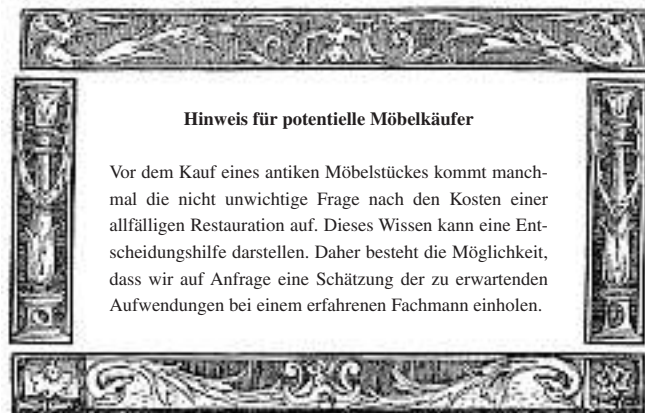 Hinweis für potentielle Möbelkäufer
Vor dem Kauf eines antiken Möbelstückes kommt manch-
mal die nicht unwichtige Frage nach den Kosten einer
allfälligen Restauration auf. Dieses Wissen kann eine Ent-
scheidungshilfe darstellen. Daher besteht die Möglichkeit,
dass wir auf Anfrage eine Schätzung der zu erwartenden
Aufwendungen bei einem erfahrenen Fachmann einholen.